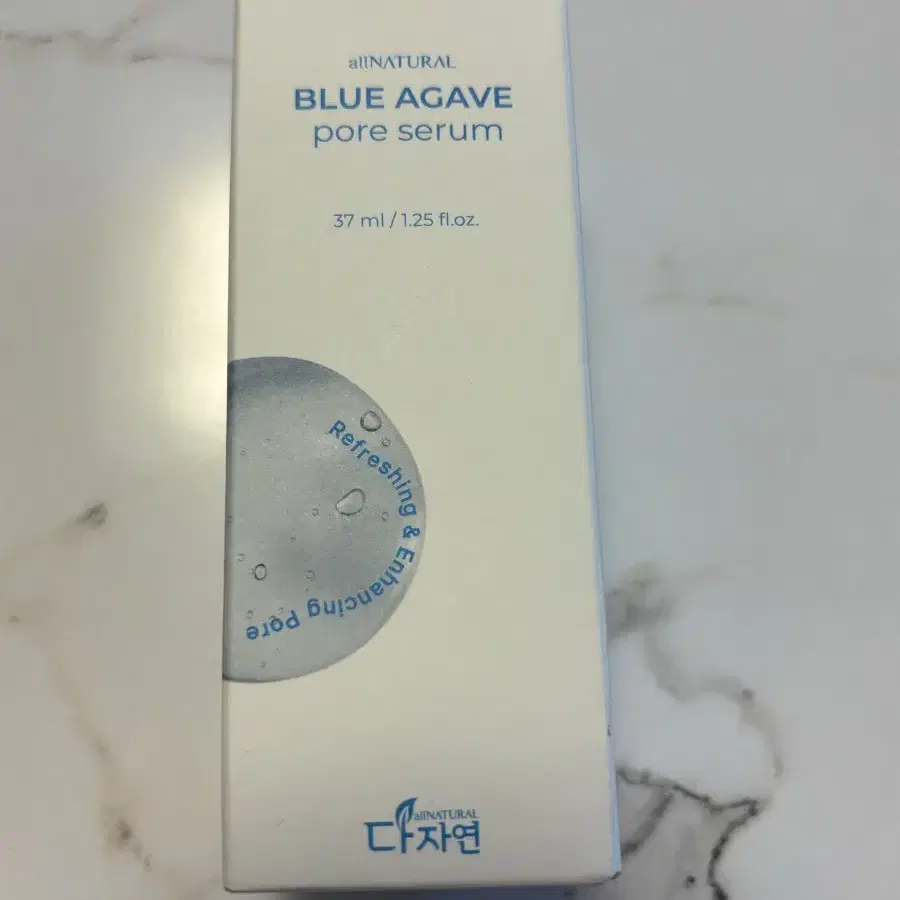 allNATURAL
BLUE AGAVE
pore serum
37 ml / 1.25 fl.oz.
Refreshing & Enhancing Pore
allNATURAL
다자연